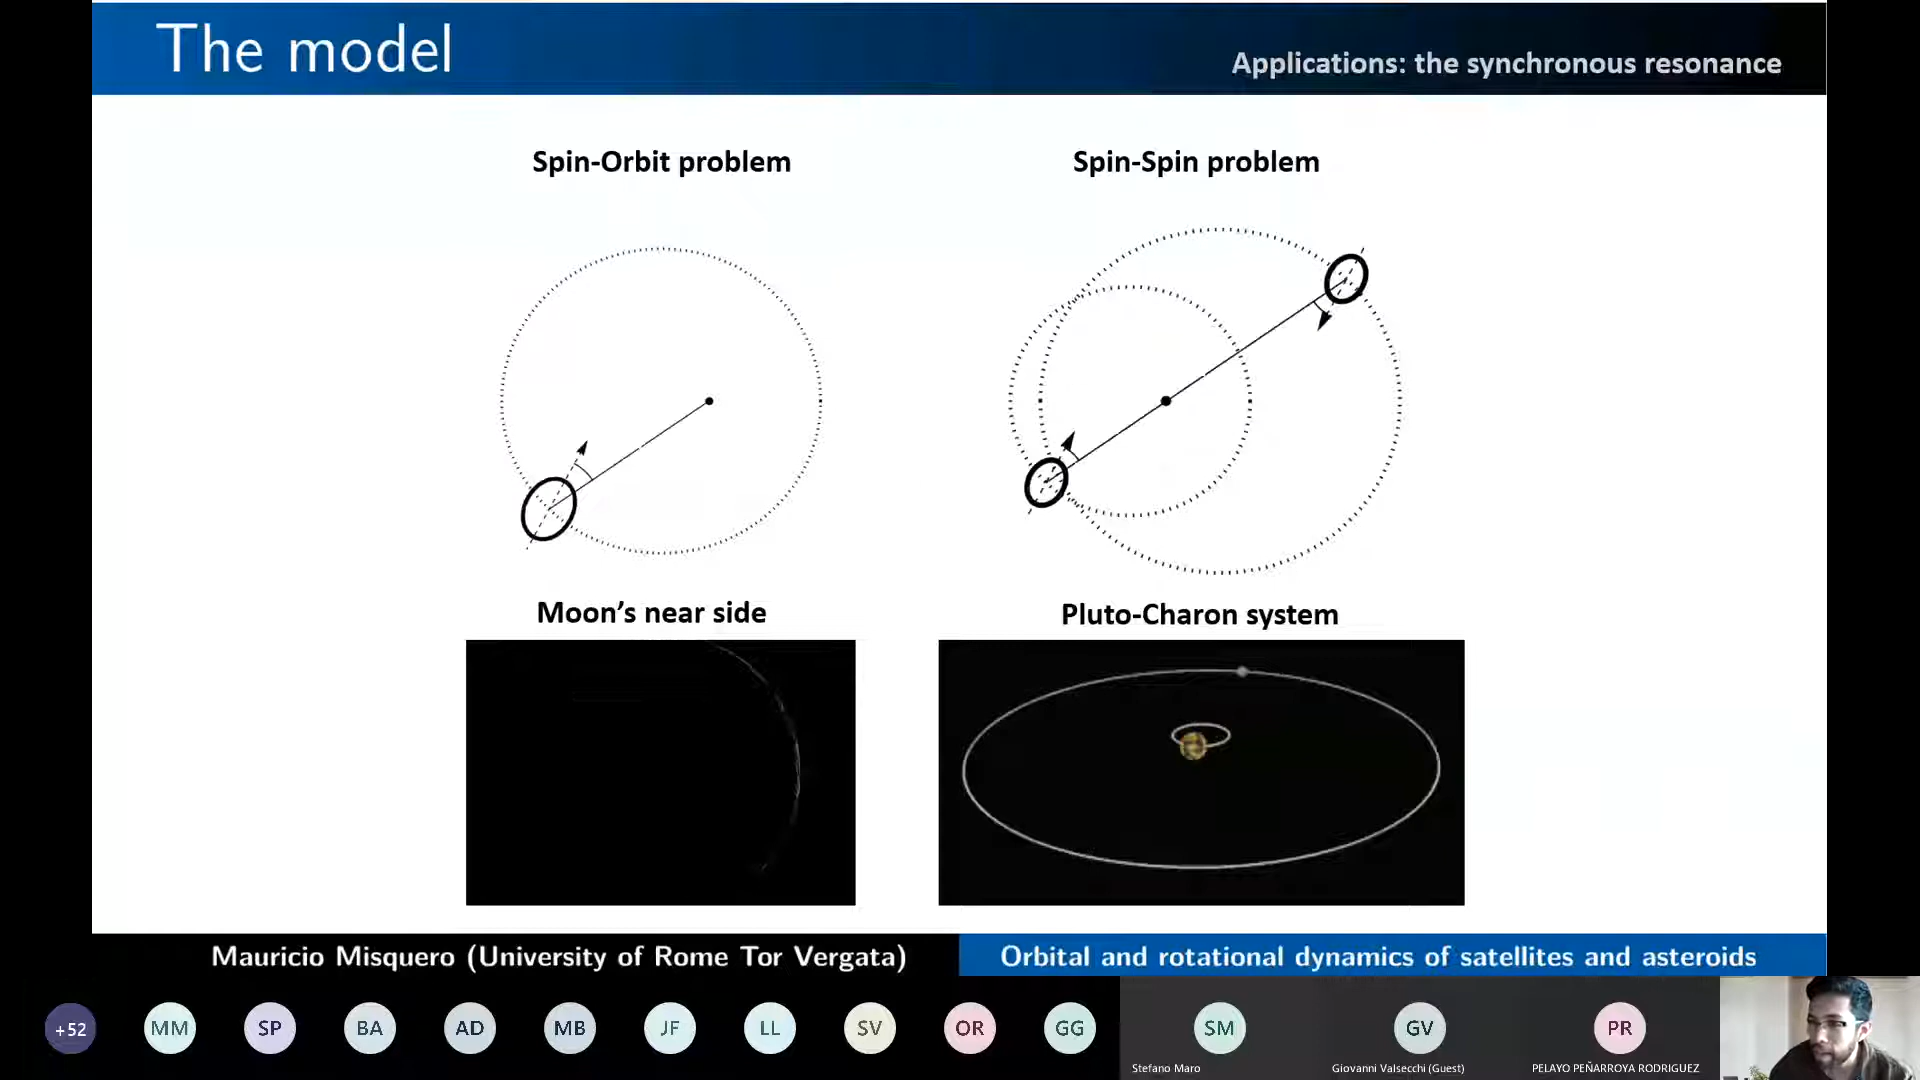 The model
Applications: the synchronous resonance
Spin-Orbit problem
Spin-Spin problem
Moon’s near side
Pluto-Charon system
Mauricio Misquero (University of Rome Tor Vergata)
Orbital and rotational dynamics of satellites and asteroids
+52
MM
SP
BA
AD
MB
JF
LL
SV
OR
GG
SM
GV
PR
Stefano Maro
Giovanni Valsecchi (Guest)
PELAYO PEÑARROYA RODRIGUEZ